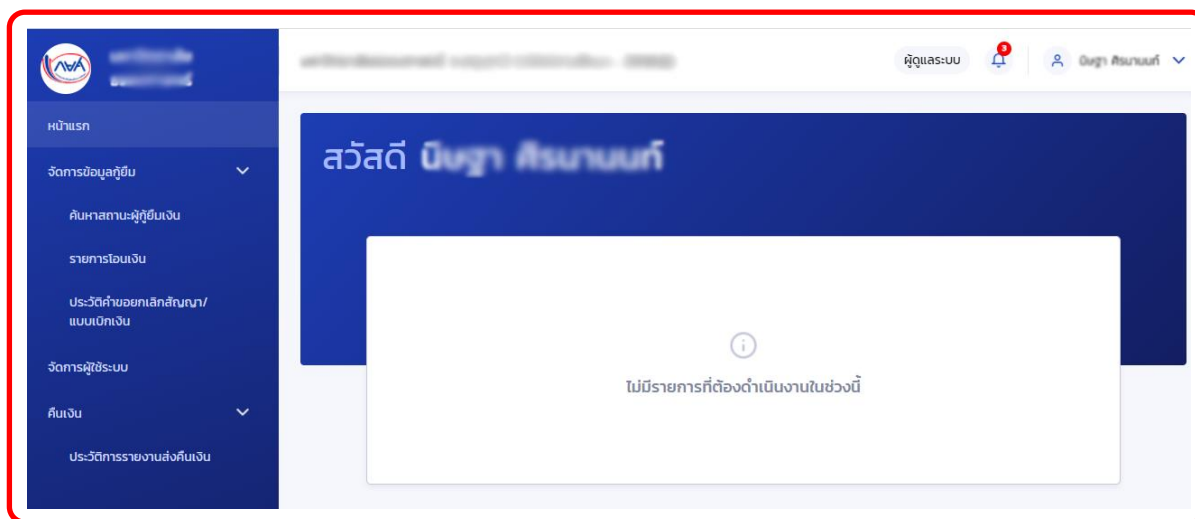 กยศ
ผู้ดูแลระบบ
3
หน้าแรก
จัดการข้อมูลกู้ยืม
ค้นหาสถานะผู้กู้ยืมเงิน
รายการโอนเงิน
ประวัติคำขอยกเลิกสัญญา/
แบบเบิกเงิน
จัดการผู้ใช้ระบบ
คืนเงิน
ประวัติการรายงานส่งคืนเงิน
สวัสดี
ไม่มีรายการที่ต้องดำเนินงานในช่วงนี้